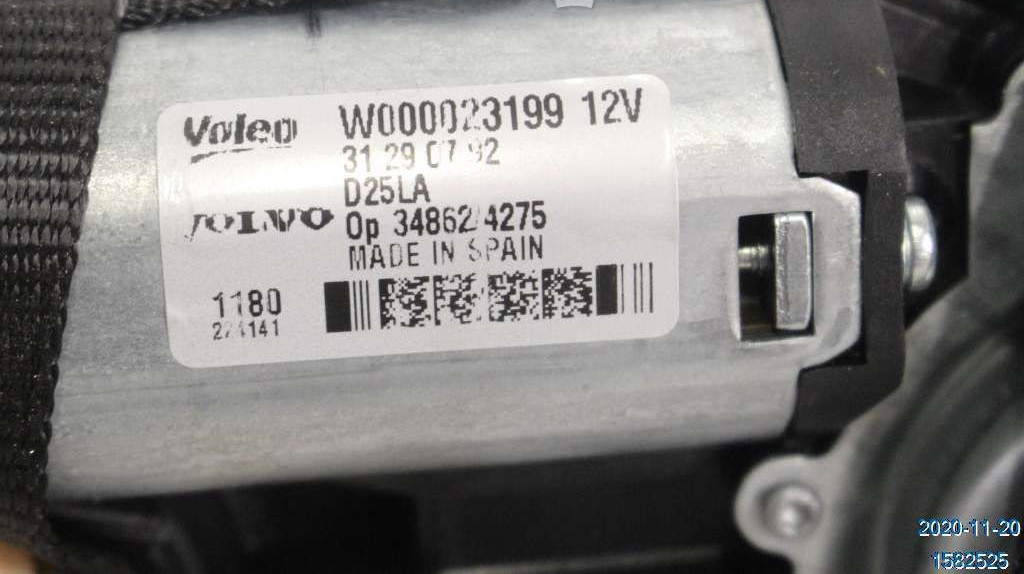 Valeo W000023199 12V
31 29 07 92
D25LA
VOLVO Op 34862/4275
MADE IN SPAIN
1180
2020-11-20
1582525